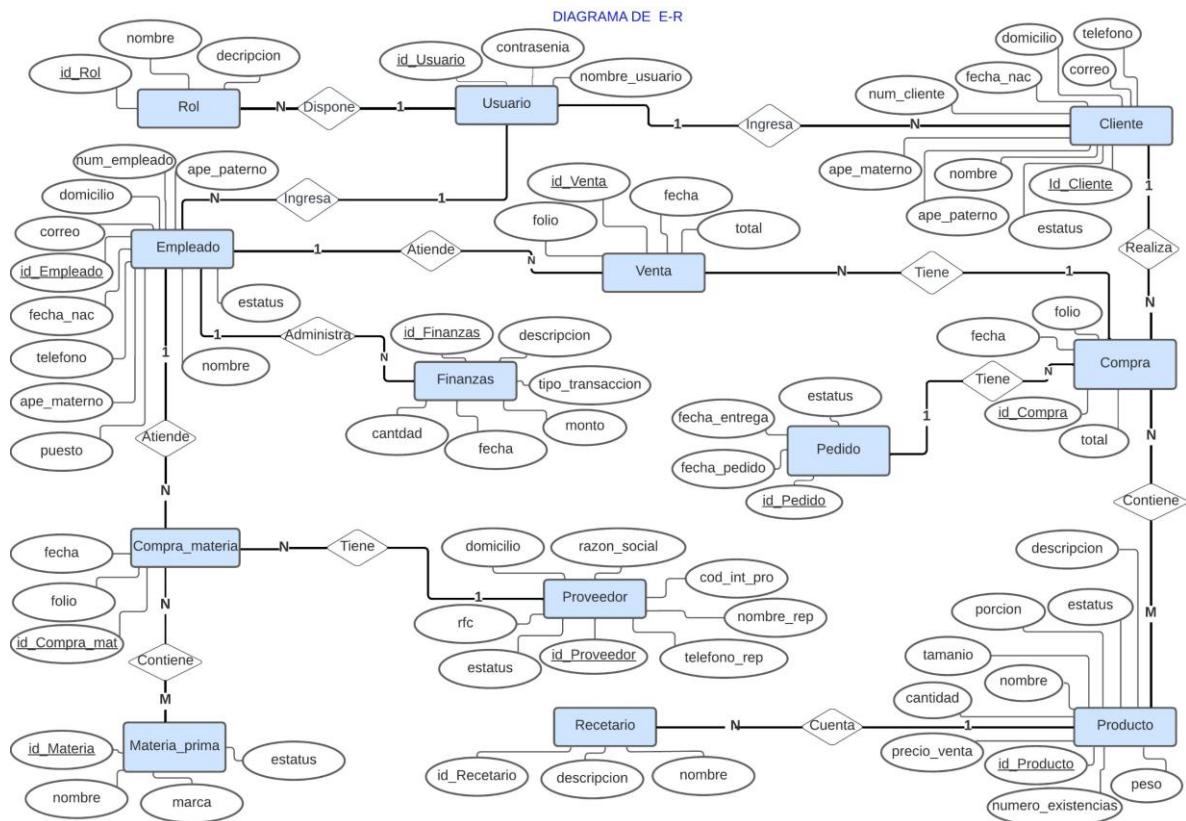 DIAGRAMA DE E-R
nombre
decripcion
id_Rol
Rol
N
Dispone
1
id_Usuario
contrasenia
nombre_usuario
Usuario
1
Ingresa
N
domicilio
telefono
fecha_nac
correo
num_cliente
Cliente
ape_materno
nombre
Id_Cliente
ape_paterno
estatus
1
Realiza
N
num_empleado
ape_paterno
domicilio
N
Ingresa
1
correo
Empleado
id_Empleado
fecha_nac
estatus
telefono
nombre
ape_materno
puesto
1
Atiende
N
id_Venta
fecha
folio
total
Venta
N
Tiene
1
1
Administra
N
id_Finanzas
descripcion
Finanzas
tipo_transaccion
cantdad
fecha
monto
folio
fecha
Compra
id_Compra
total
N
Tiene
1
estatus
fecha_entrega
Pedido
fecha_pedido
id_Pedido
1
Atiende
N
N
Contiene
M
fecha
Compra_materia
folio
id_Compra_mat
N
Tiene
1
domicilio
razon_social
cod_int_pro
Proveedor
rfc
nombre_rep
estatus
id_Proveedor
telefono_rep
N
Contiene
M
id_Materia
Materia_prima
estatus
nombre
marca
Recetario
id_Recetario
descripcion
nombre
N
Cuenta
1
descripcion
porcion
estatus
tamanio
nombre
cantidad
Producto
precio_venta
id_Producto
peso
numero_existencias